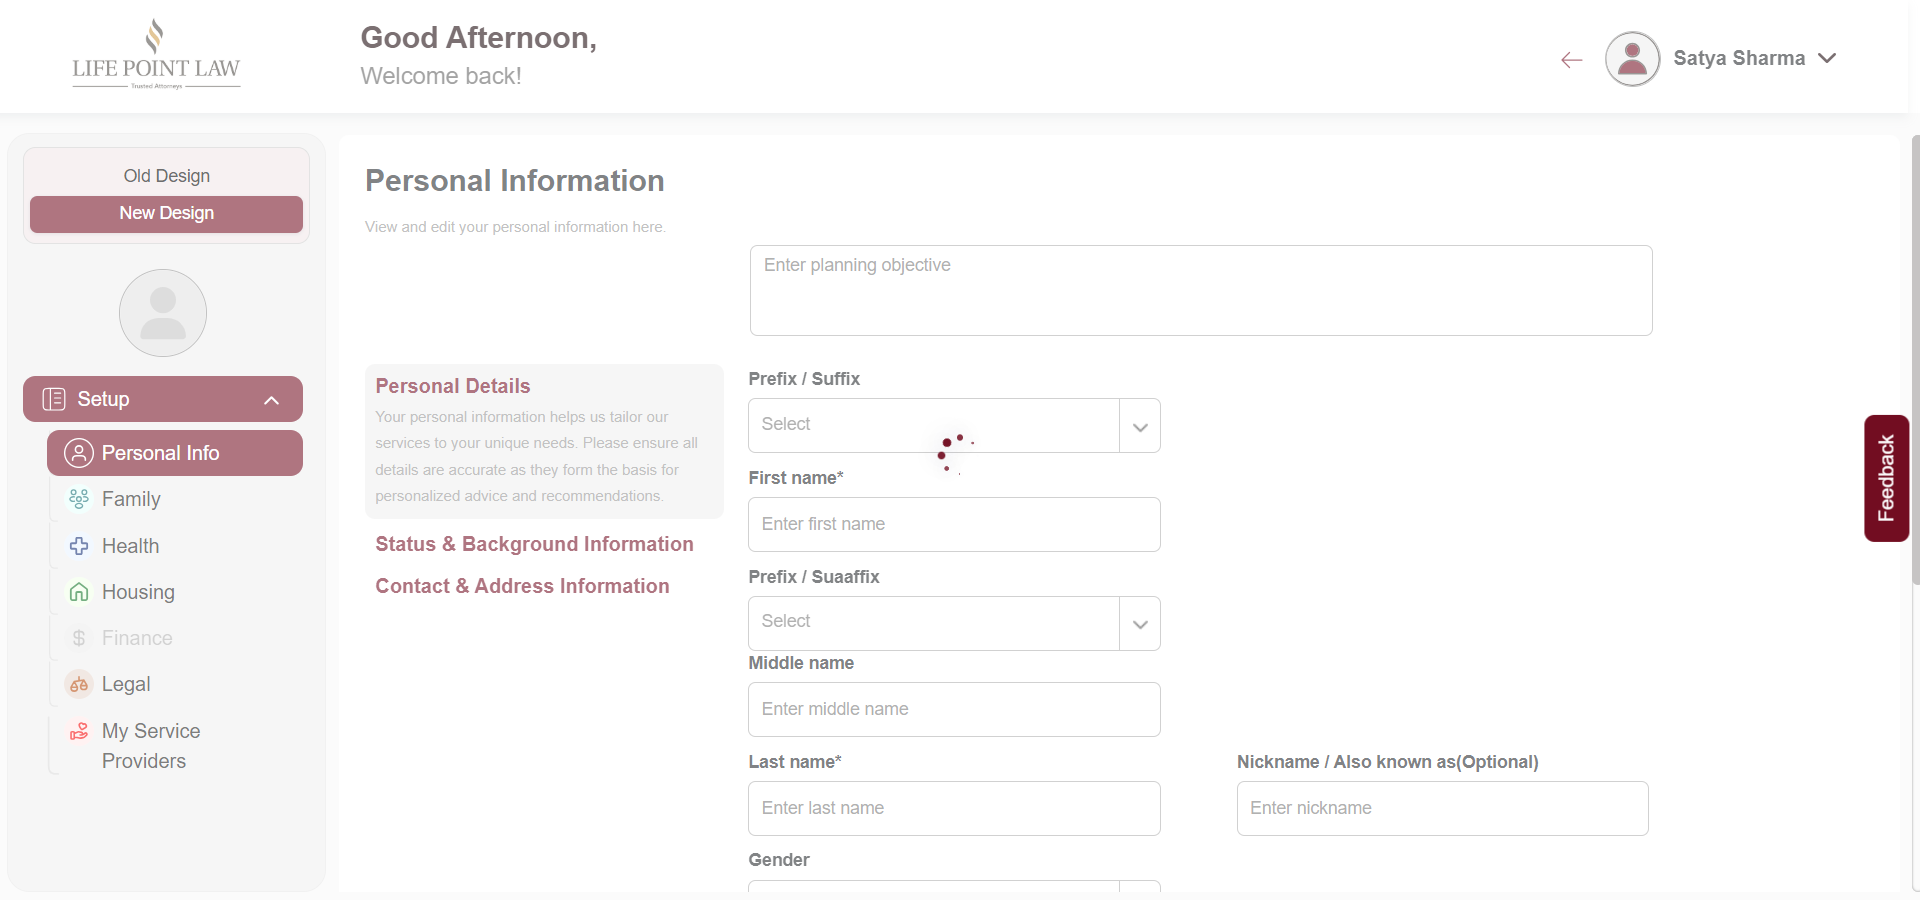 LIFE POINT LAW
Trusted Attorneys
Good Afternoon,
Welcome back!
Satya Sharma
Old Design
New Design
Setup
Personal Info
Family
Health
Housing
$ Finance
Legal
My Service
Providers
Personal Information
View and edit your personal information here.
Enter planning objective
Personal Details
Your personal information helps us tailor our
services to your unique needs. Please ensure all
details are accurate as they form the basis for
personalized advice and recommendations.
Status & Background Information
Contact & Address Information
Prefix / Suffix
Select
First name*
Enter first name
Prefix / Suaaffix
Select
Middle name
Enter middle name
Last name*
Enter last name
Nickname / Also known as(Optional)
Enter nickname
Gender
Feedback